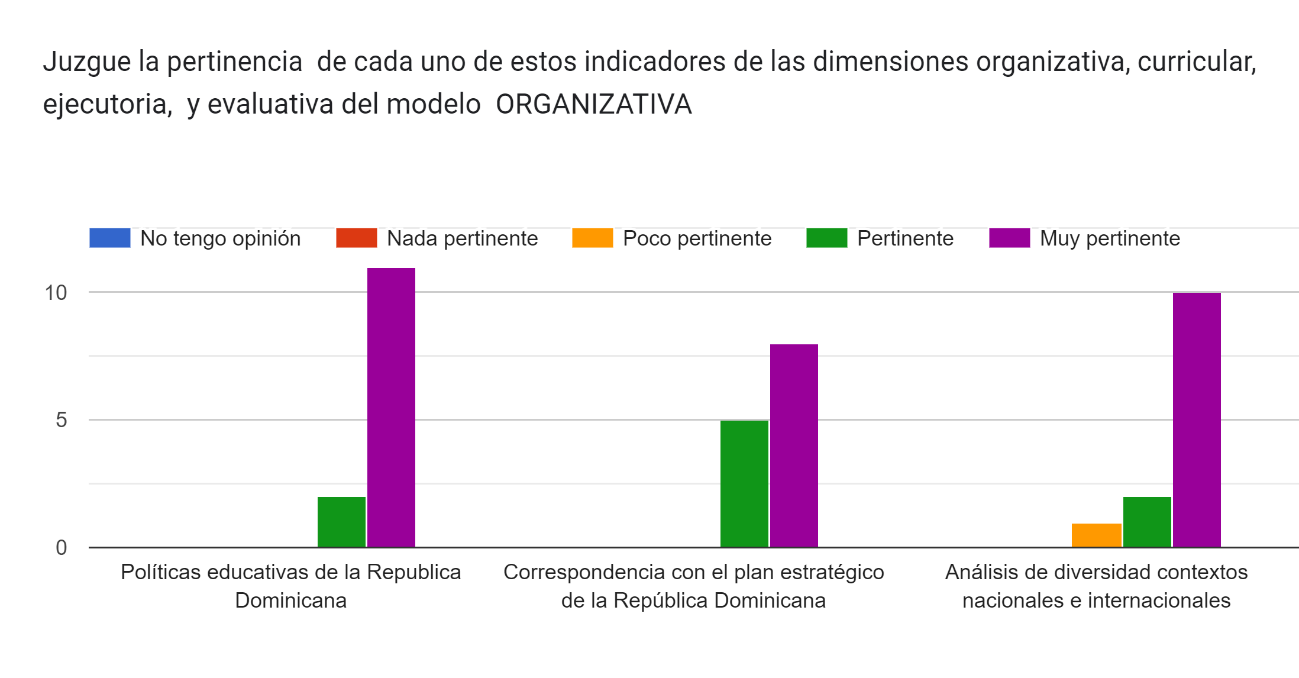 Juzgue la pertinencia  de cada uno de estos indicadores de las dimensiones organizativa, curricular,
ejecutoria,  y evaluativa del modelo  ORGANIZATIVA
No tengo opinión
Nada pertinente
Poco pertinente
Pertinente
Muy pertinente
10
5
0
Políticas educativas de la Republica
Dominicana
Correspondencia con el plan estratégico
de la República Dominicana
Análisis de diversidad contextos
nacionales e internacionales